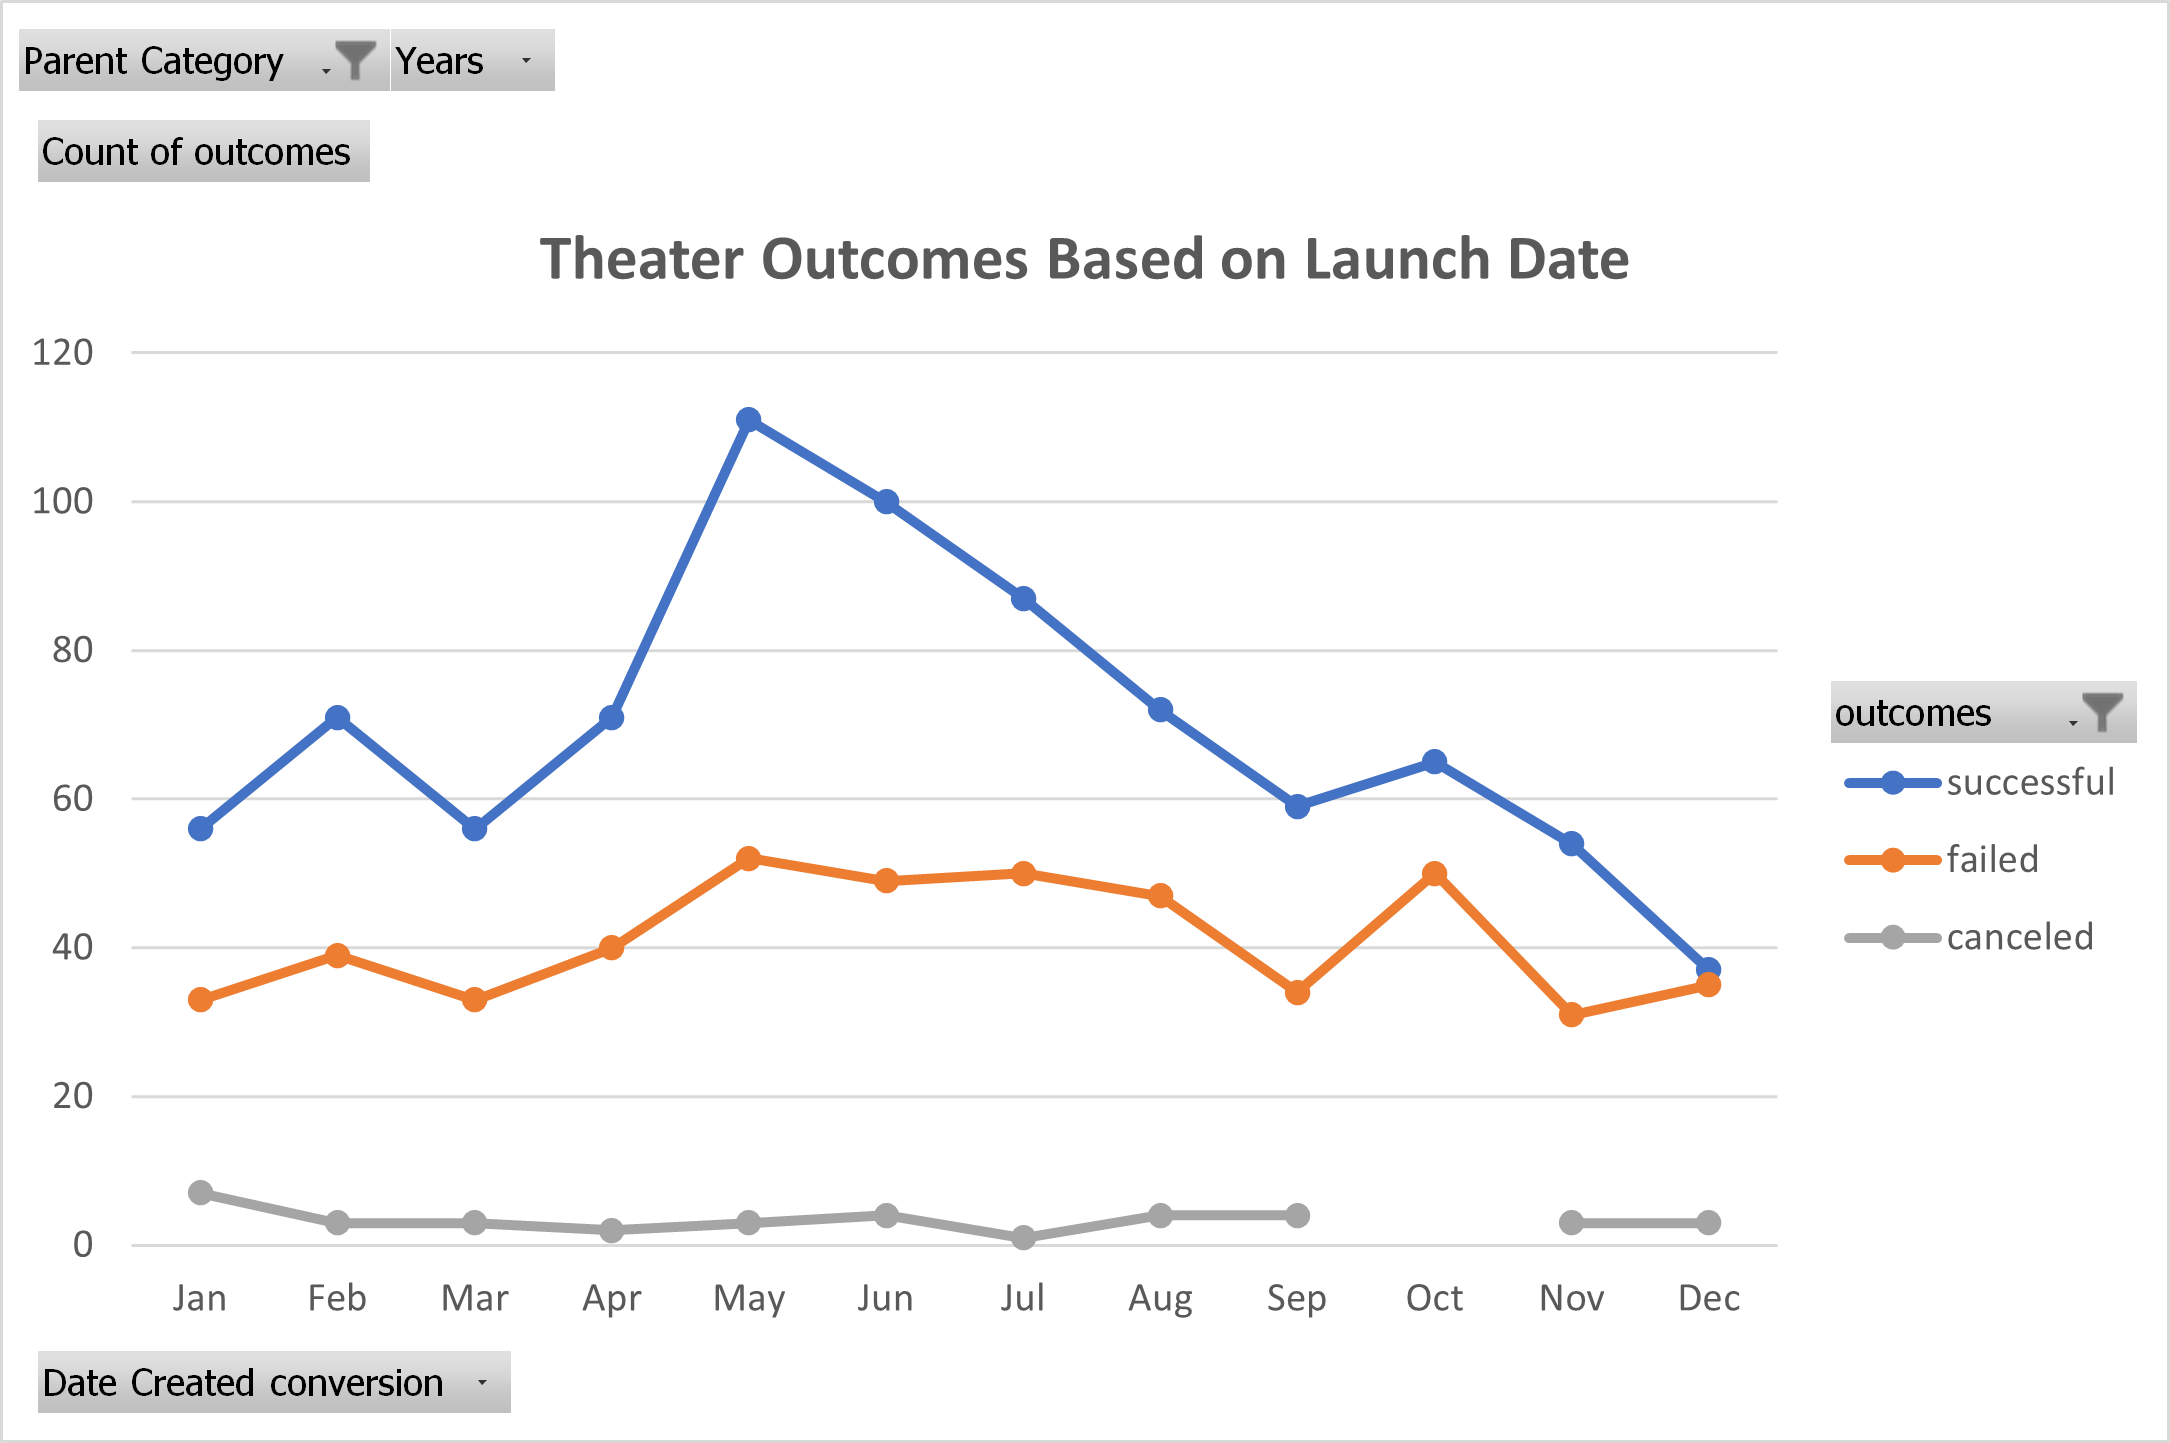 Parent Category Years
Count of outcomes
Theater Outcomes Based on Launch Date
120
100
80
60
40
20
0
Jan Feb Mar Apr May Jun Jul Aug Sep Oct Nov Dec
outcomes
successful
failed
canceled
Date Created conversion